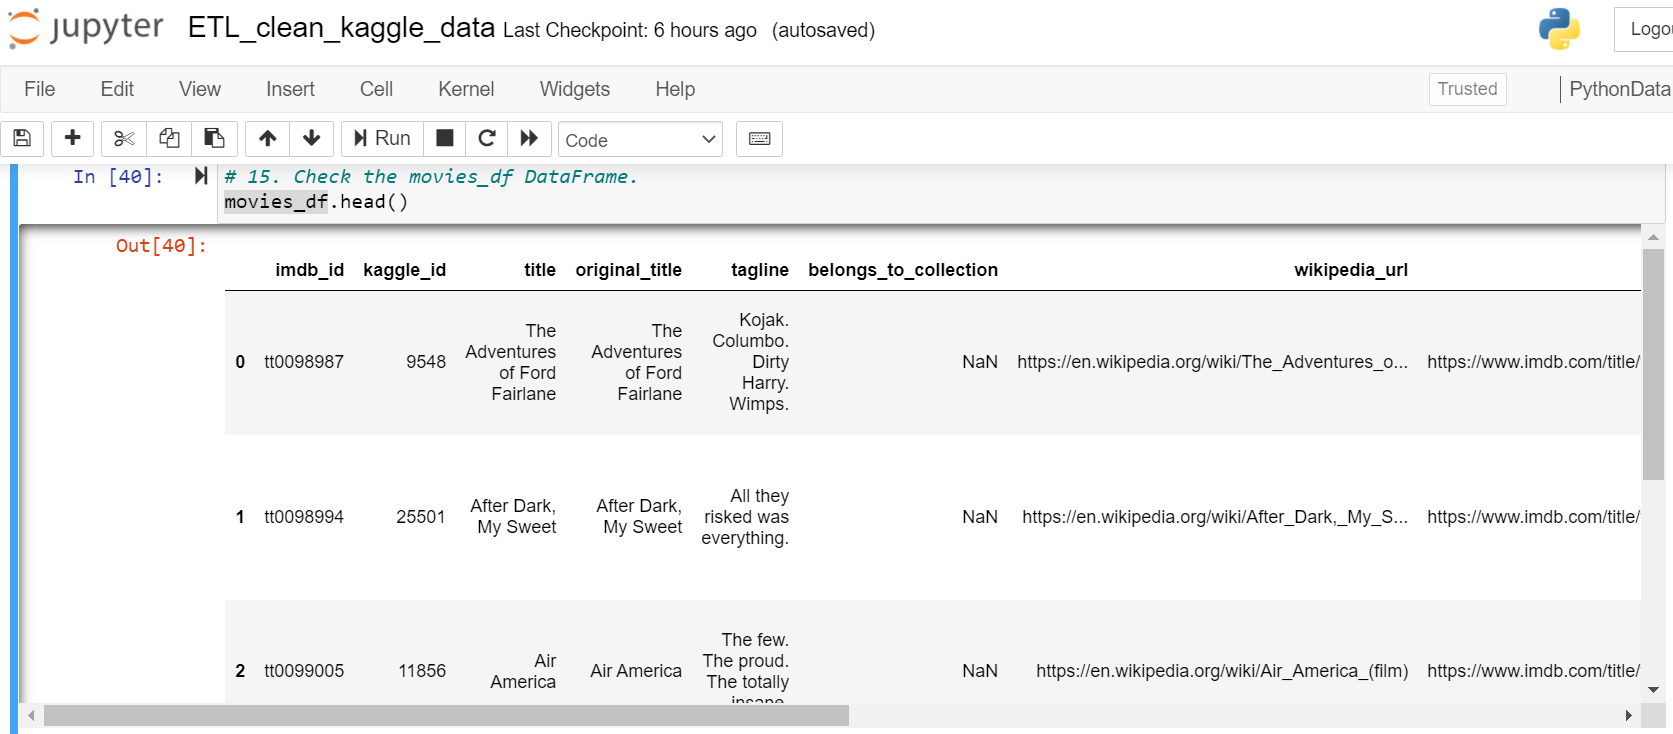 jupyter ETL_clean_kaggle_data Last Checkpoint: 6 hours ago (autosaved)
Logou
File Edit View Insert Cell Kernel Widgets Help Trusted PythonData
Run Code
In [40]: # 15. Check the movies_df DataFrame.
movies_df.head()
Out[40]:
imdb_id kaggle_id title original_title tagline belongs_to_collection wikipedia_url
0 tt0098987 9548 The Adventures of Ford Fairlane The Adventures of Ford Fairlane Kojak. Columbo. Dirty Harry. Wimps. NaN https://en.wikipedia.org/wiki/The_Adventures_o... https://www.imdb.com/title/
1 tt0098994 25501 After Dark, My Sweet After Dark, My Sweet All they risked was everything. NaN https://en.wikipedia.org/wiki/After_Dark,_My_S... https://www.imdb.com/title/
2 tt0099005 11856 Air America Air America The few. The proud. The totally insane. NaN https://en.wikipedia.org/wiki/Air_America_(film) https://www.imdb.com/title/